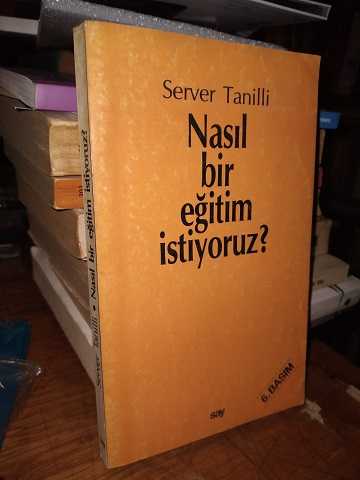 Server Tanilli
Nasıl
bir
eğitim
istiyoruz?
6. BASIM
say
Server Tanilli • Nasıl bir eğitim istiyoruz?